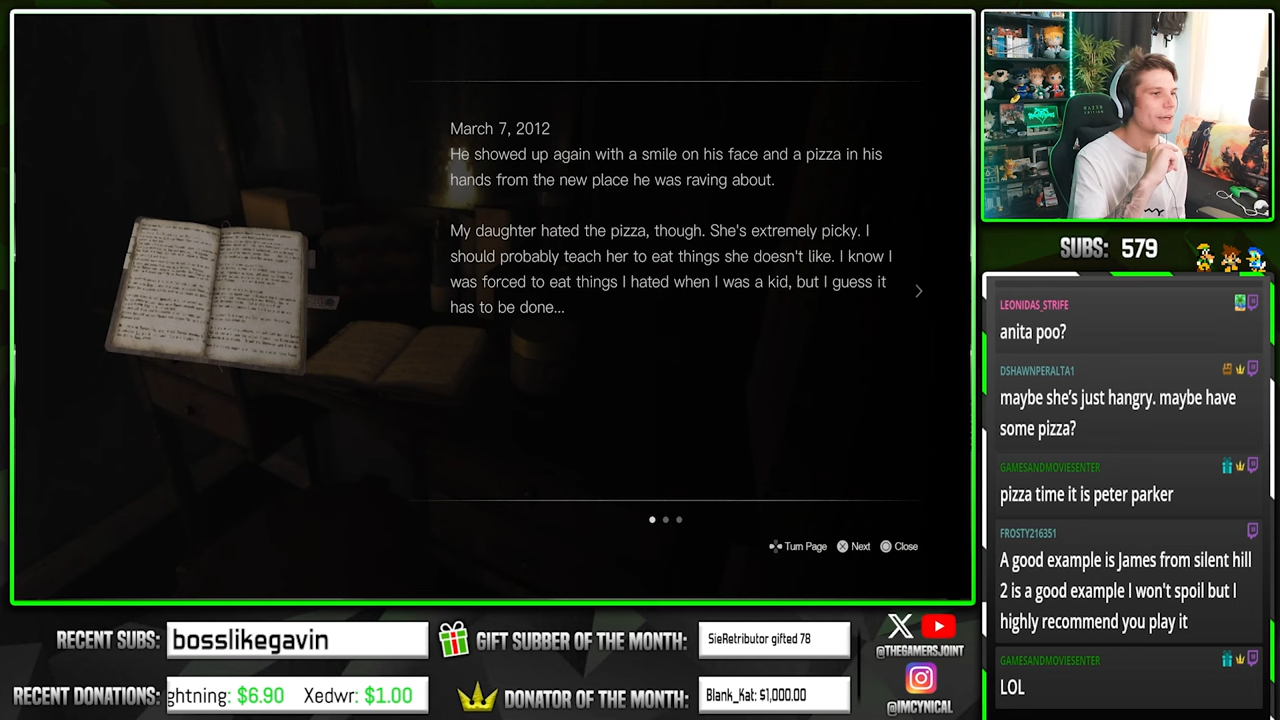 March 7, 2012
He showed up again with a smile on his face and a pizza in his
hands from the new place he was raving about.
My daughter hated the pizza, though. She's extremely picky. I
should probably teach her to eat things she doesn't like. I know I
was forced to eat things I hated when I was a kid, but I guess it
has to be done...
Turn Page
Next
Close
SUBS: 579
LEONIDAS_STRIFE
anita poo?
DSHAWNPERALTA1
maybe she's just hangry. maybe have
some pizza?
GAMESANDMOVIESENTER
pizza time it is peter parker
FROSTY216351
A good example is James from silent hill
2 is a good example I won't spoil but I
highly recommend you play it
GAMESANDMOVIESENTER
LOL
RECENT SUBS: bosslikegavin
GIFT SUBBER OF THE MONTH: SieRetributor gifted 78
RECENT DONATIONS: ghtning: $6.90 Xedwr: $1.00
DONATOR OF THE MONTH: Blank_Kat: $1,000.00
@THEGAMERSJOINT
@IMCYNICAL